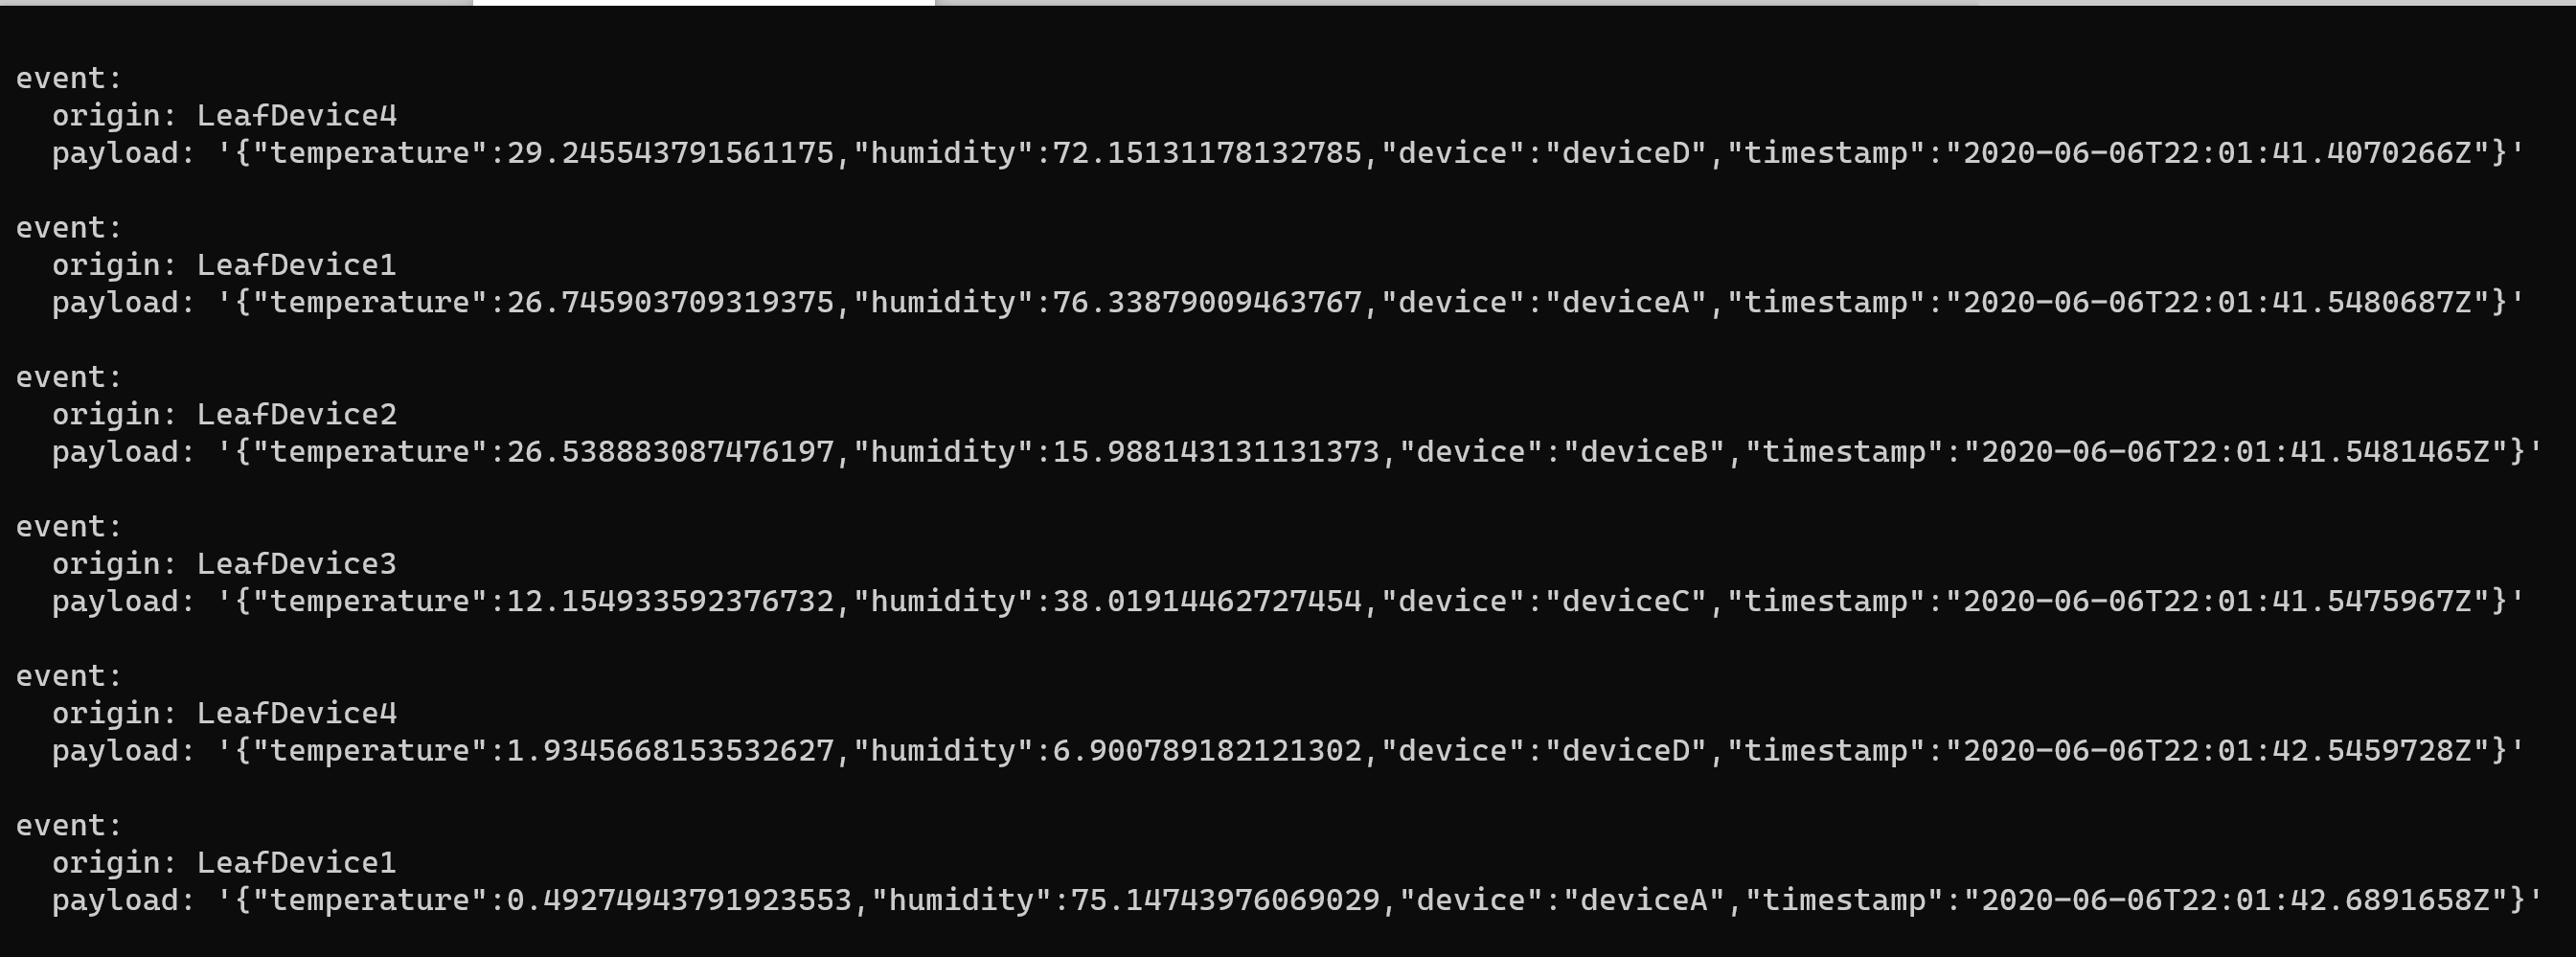 event:
  origin: LeafDevice4
  payload: '{"temperature":29.245543791561175,"humidity":72.15131178132785,"device":"deviceD","timestamp":"2020-06-06T22:01:41.4070266Z"}'
event:
  origin: LeafDevice1
  payload: '{"temperature":26.745903709319375,"humidity":76.33879009463767,"device":"deviceA","timestamp":"2020-06-06T22:01:41.5480687Z"}'
event:
  origin: LeafDevice2
  payload: '{"temperature":26.538883087476197,"humidity":15.988143131131373,"device":"deviceB","timestamp":"2020-06-06T22:01:41.5481465Z"}'
event:
  origin: LeafDevice3
  payload: '{"temperature":12.154933592376732,"humidity":38.01914462727454,"device":"deviceC","timestamp":"2020-06-06T22:01:41.5475967Z"}'
event:
  origin: LeafDevice4
  payload: '{"temperature":1.9345668153532627,"humidity":6.900789182121302,"device":"deviceD","timestamp":"2020-06-06T22:01:42.5459728Z"}'
event:
  origin: LeafDevice1
  payload: '{"temperature":0.49274943791923553,"humidity":75.14743976069029,"device":"deviceA","timestamp":"2020-06-06T22:01:42.6891658Z"}'